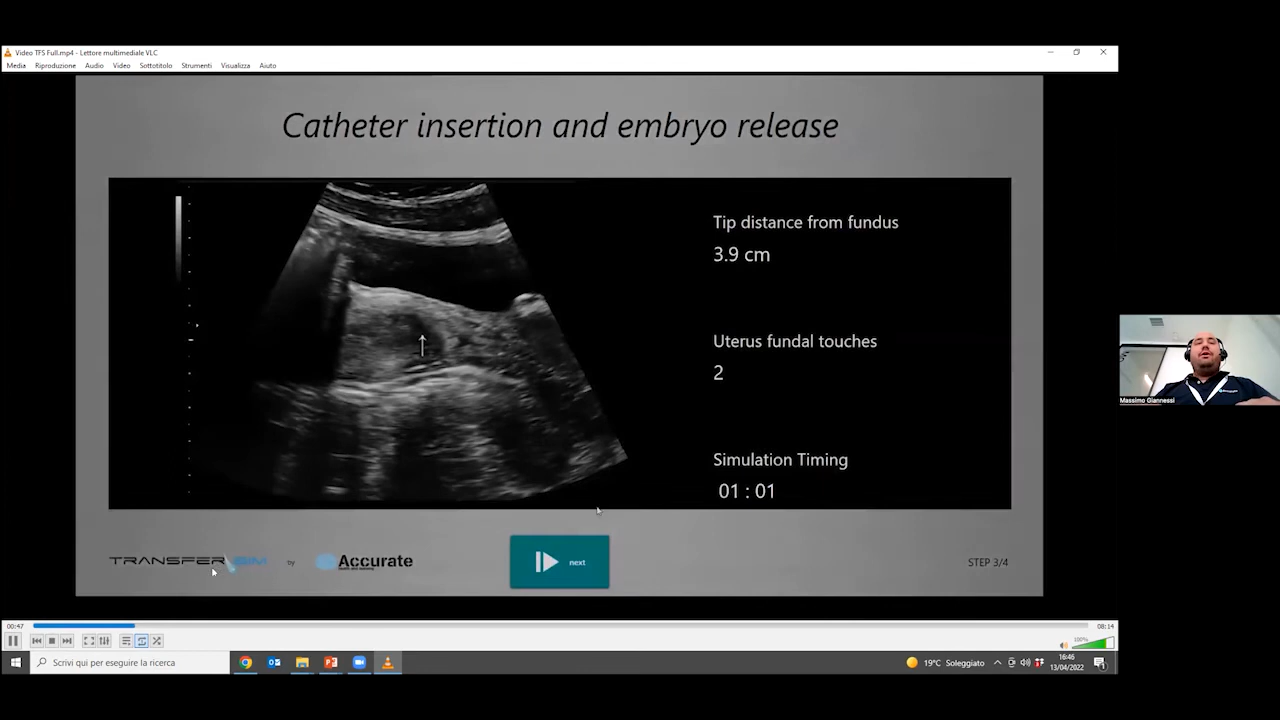 Video TFS Full.mp4 - Lettore multimediale VLC
Media Riproduzione Audio Video Sottotitolo Strumenti Visualizza Aiuto
Catheter insertion and embryo release
Tip distance from fundus
3.9 cm
Uterus fundal touches
2
Simulation Timing
01 : 01
TRANSFER SIM by Accurate
next
STEP 3/4
Massimo Giannessi
00:47
08:14
100%
Scrivi qui per eseguire la ricerca
19°C Soleggiato
16:46
13/04/2022